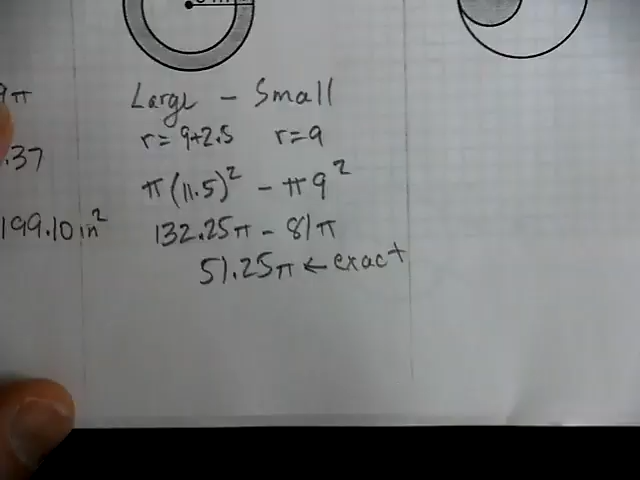 9π
.37
199.10 in²
Large - Small
r = 9+2.5 r=9
π(11.5)² - π9²
132.25π - 81π
51.25π ← exact